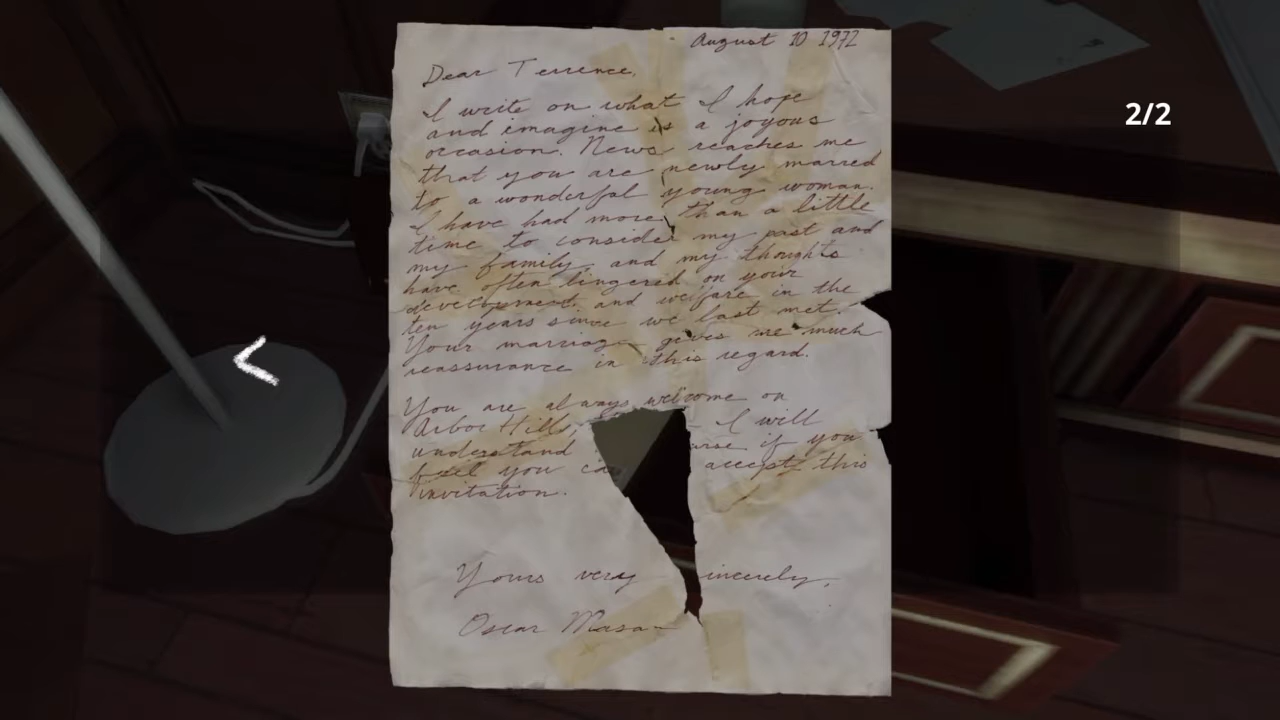 August 10 1972
2/2
Dear Terrence,
I write on what I hope
and imagine is a joyous
occasion. News reaches me
that you are newly married
to a wonderful young woman.
I have had more than a little
time to consider my past and
my family, and my thoughts
have often lingered on your
development and welfare in the
ten years since we last met.
Your marriage gives me much
reassurance in this regard.
You are always welcome on
Arbor Hill, I will
understand if you
feel you accept this
invitation.
Yours very incerely,
Oscar Masan